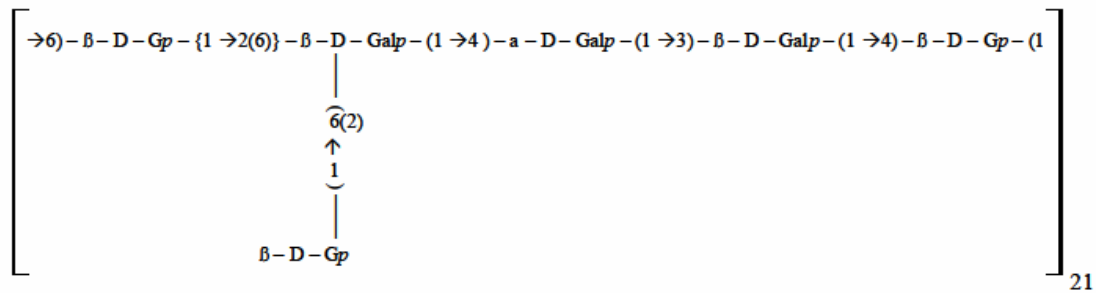 →6) – ß – D – Gp – {1 →2(6)} – ß – D – Galp – (1 →4 ) – a – D – Galp – (1 →3) – ß – D – Galp – (1 →4) – ß – D – Gp – (1
6(2)
↑
1
ß – D – Gp
21